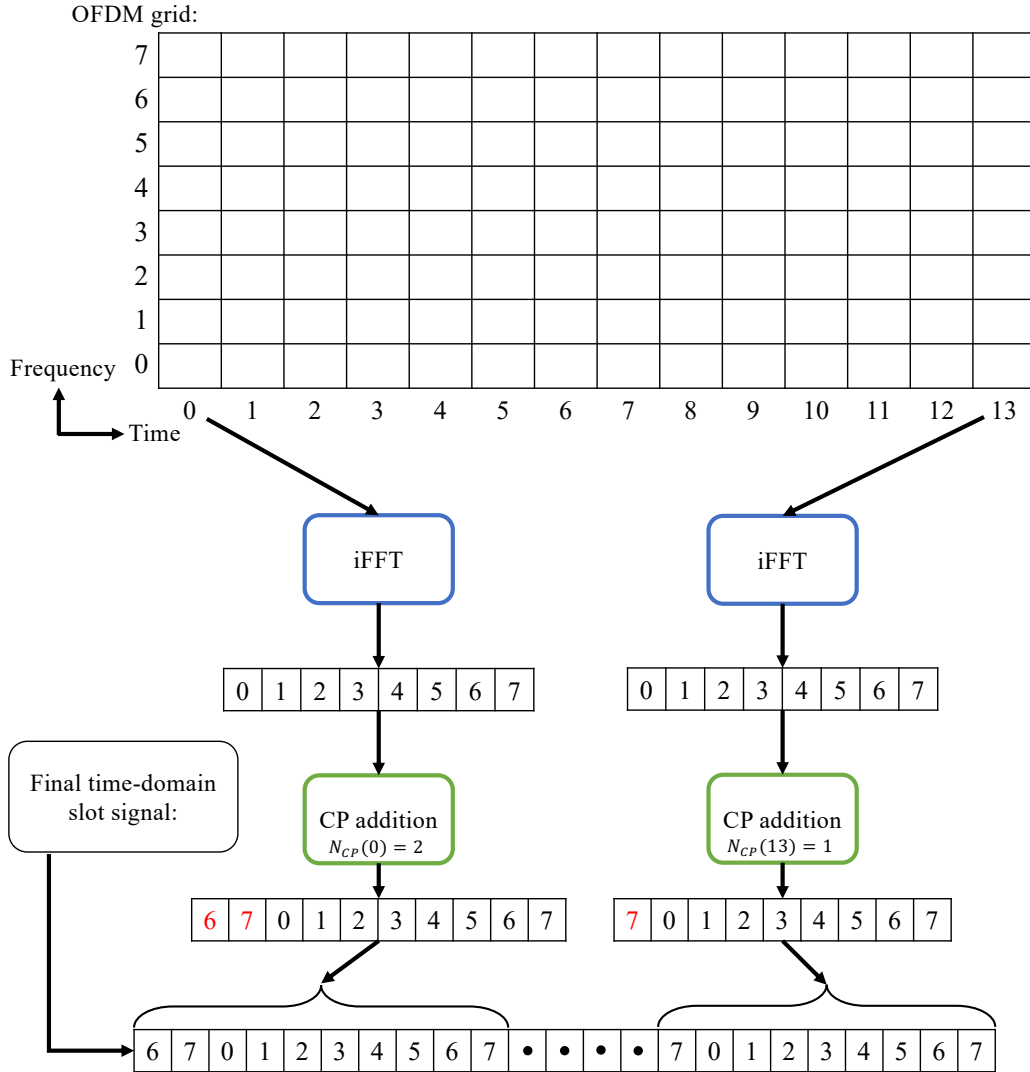 OFDM grid:
7
6
5
4
3
2
1
0
Frequency
0 1 2 3 4 5 6 7 8 9 10 11 12 13
Time
iFFT iFFT
0 1 2 3 4 5 6 7 0 1 2 3 4 5 6 7
Final time-domain
slot signal:
CP addition CP addition
N_{CP}(0) = 2 N_{CP}(13) = 1
6 7 0 1 2 3 4 5 6 7 7 0 1 2 3 4 5 6 7
6 7 0 1 2 3 4 5 6 7 • • • • 7 0 1 2 3 4 5 6 7